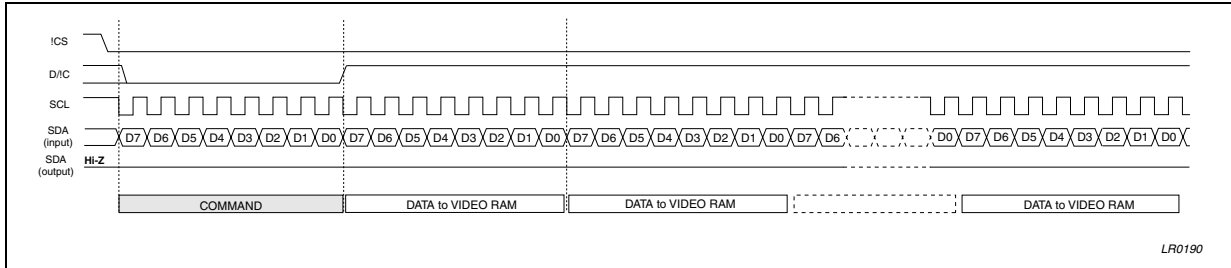 !CS
D/!C
SCL
SDA
(input)
D7 D6 D5 D4 D3 D2 D1 D0 D7 D6 D5 D4 D3 D2 D1 D0 D7 D6 D5 D4 D3 D2 D1 D0 D7 D6 D0 D7 D6 D5 D4 D3 D2 D1 D0
SDA
(output)
Hi-Z
COMMAND DATA to VIDEO RAM DATA to VIDEO RAM DATA to VIDEO RAM
LR0190